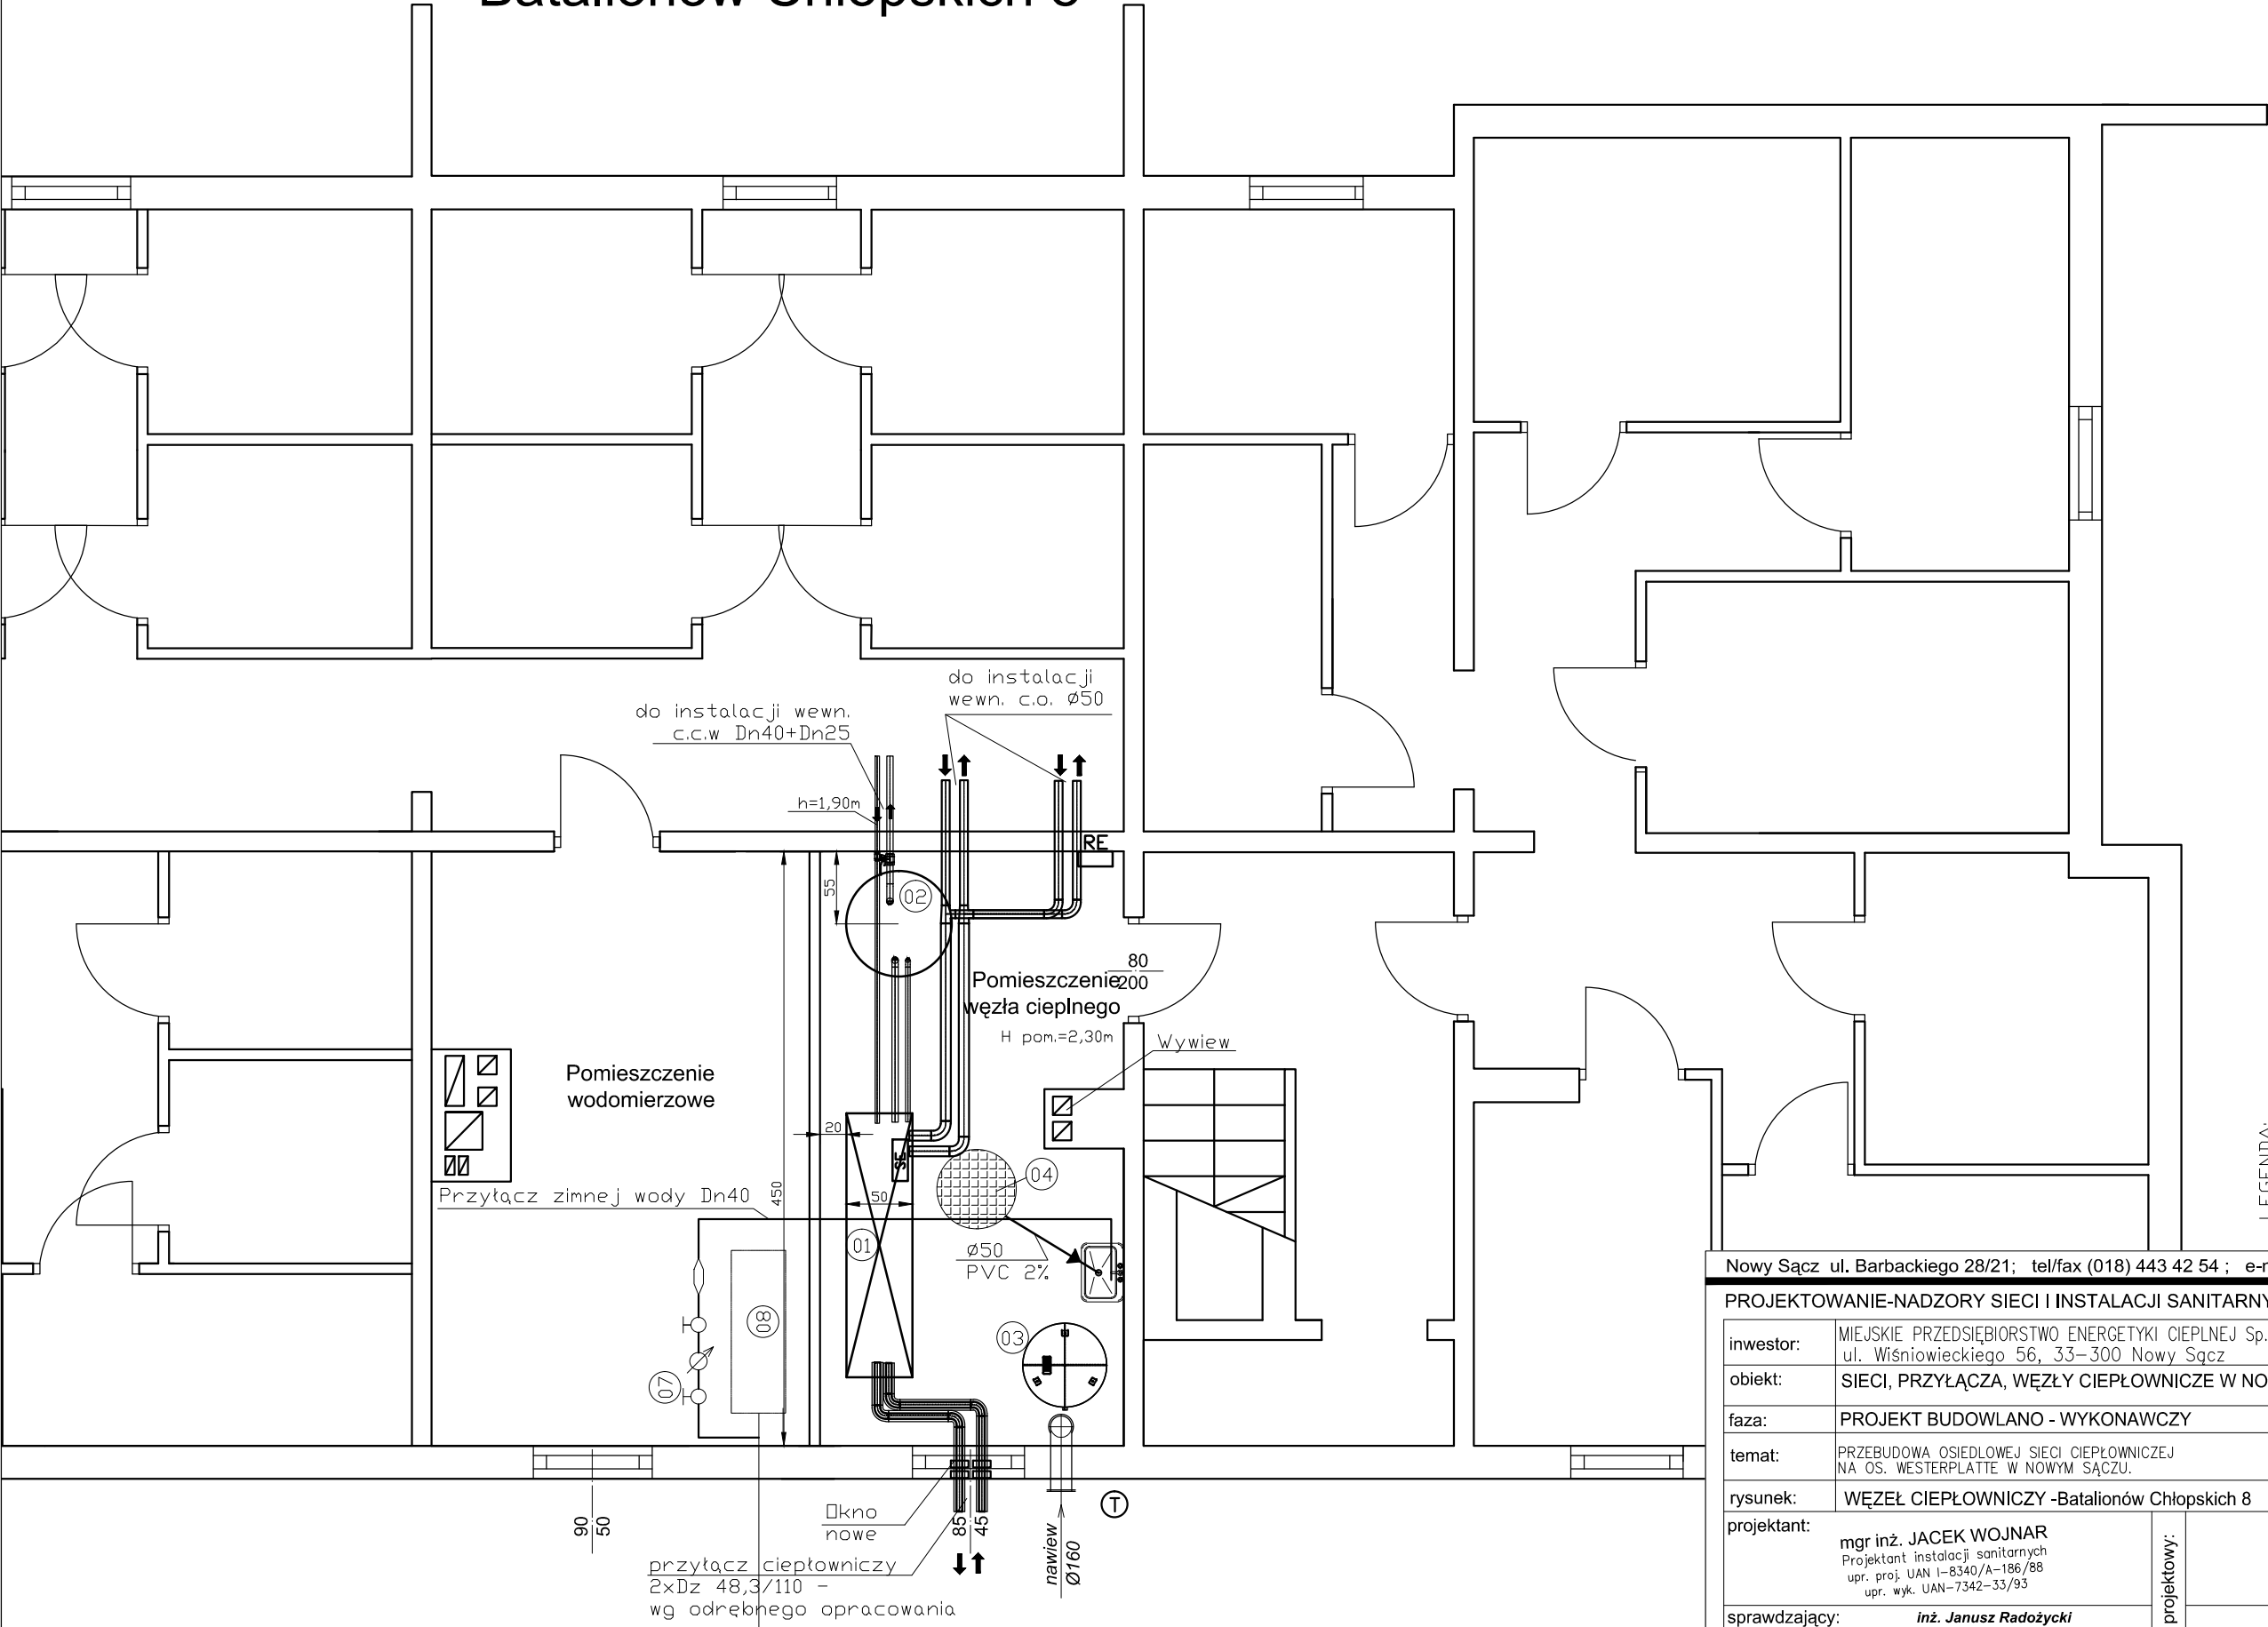 do instalacji
wewn. c.o. Ø50
do instalacji wewn.
c.c.w Dn40+Dn25
h=1,90m
RE
55
02
80
200
Pomieszczenie
węzła cieplnego
H pom.=2,30m
Wywiew
Pomieszczenie
wodomierzowe
20
SE
04
450
50
Przyłącz zimnej wody Dn40
01
Ø50
PVC 2%
08
03
07
Okno
nowe
90
50
85
45
T
nawiew
Ø160
przyłącz ciepłowniczy
2xDz 48,3/110 -
wg odrębnego opracowania
LEGENDA:
Nowy Sącz ul. Barbackiego 28/21; tel/fax (018) 443 42 54 ;
PROJEKTOWANIE-NADZORY SIECI I INSTALACJI
inwestor: MIEJSKIE PRZEDSIĘBIORSTWO ENERGETYKI CIEPLNEJ Sp.
ul. Wiśniowieckiego 56, 33-300 Nowy Sącz
obiekt: SIECI, PRZYŁĄCZA, WĘZŁY CIEPŁOWNICZE W
faza: PROJEKT BUDOWLANO - WYKONAWCZY
temat: PRZEBUDOWA OSIEDLOWEJ SIECI CIEPŁOWNICZEJ
NA OS. WESTERPLATTE W NOWYM SĄCZU.
rysunek: WĘZEŁ CIEPŁOWNICZY -Batalionów Chłopskich 8
projektant: mgr inż. JACEK WOJNAR
Projektant instalacji sanitarnych
upr. proj. UAN I-8340/A-186/88
upr. wyk. UAN-7342-33/93
projektowy:
sprawdzający: inż. Janusz Radożycki